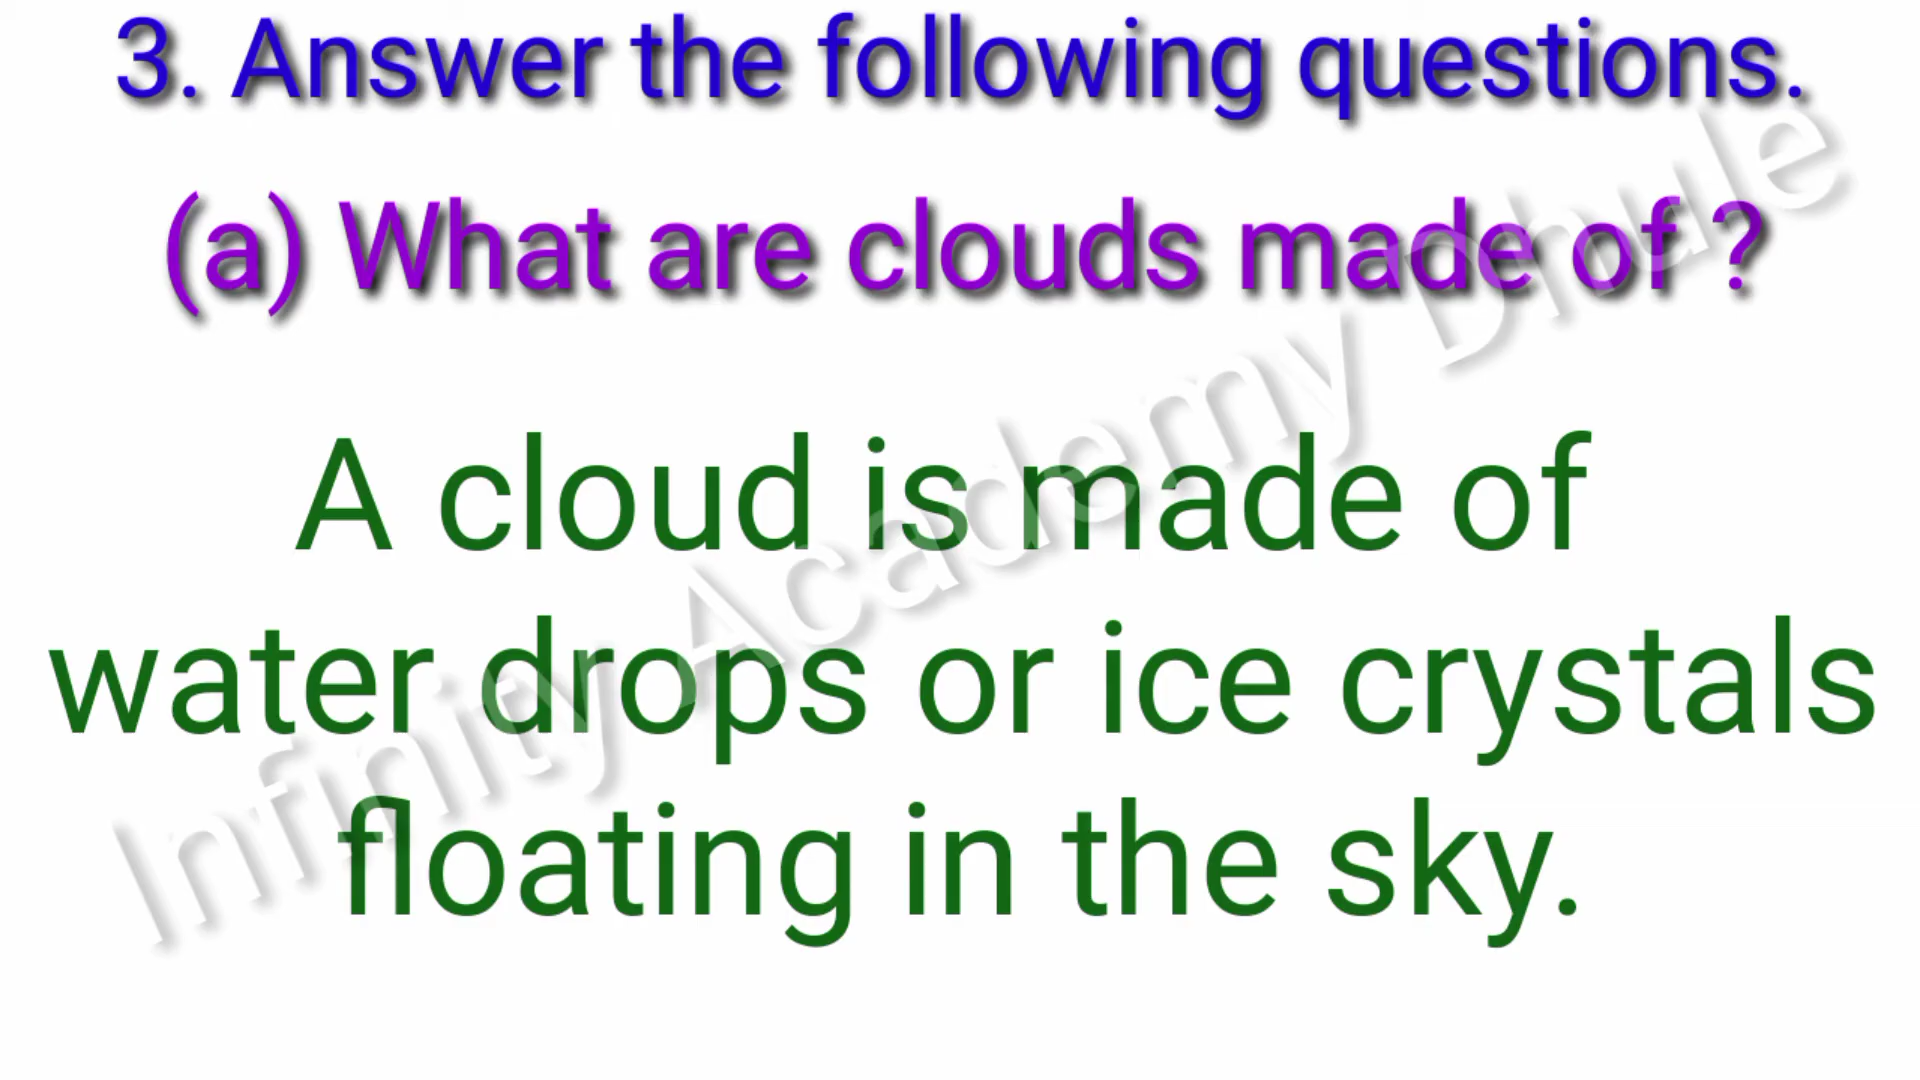 3. Answer the following questions.
(a) What are clouds made of ?
A cloud is made of
water drops or ice crystals
floating in the sky.
Infinity Academy Dhule